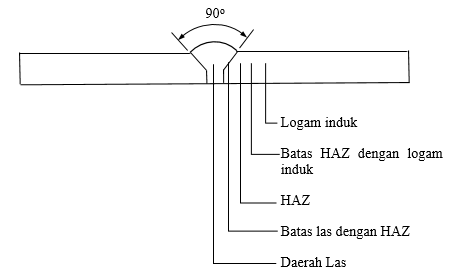 90°
Logam induk
Batas HAZ dengan logam
induk
HAZ
Batas las dengan HAZ
Daerah Las